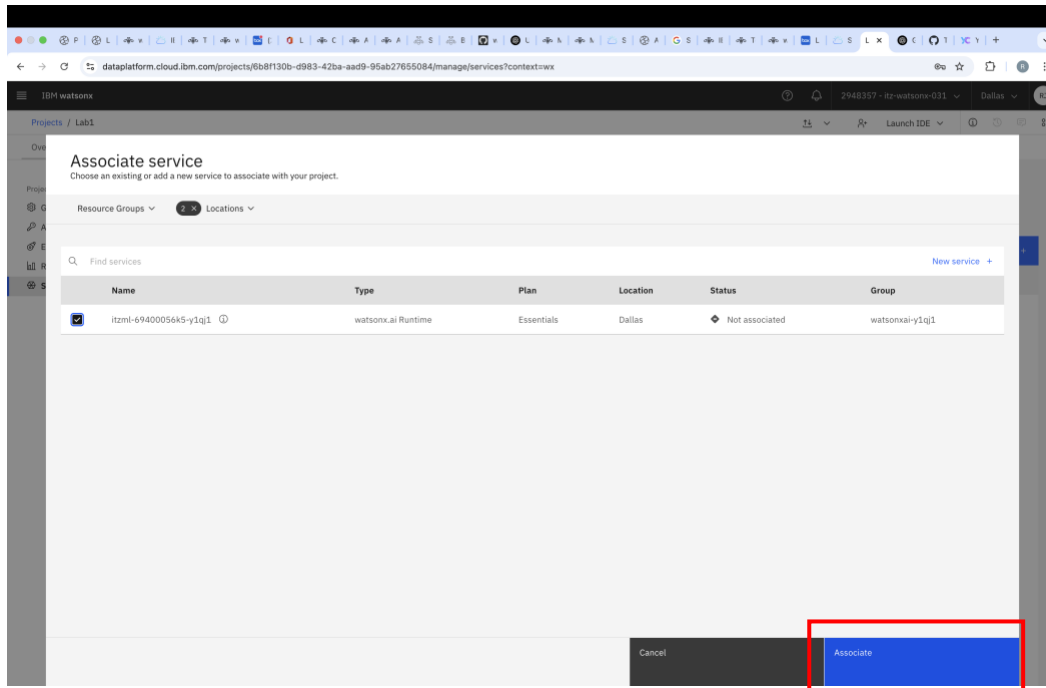 dataplatform.cloud.ibm.com/projects/6b8f130b-d983-42ba-aad9-95ab27655084/manage/services?context=wx
IBM watsonx
2948357 - itz-watsonx-031
Dallas
Projects / Lab1
Launch IDE
Associate service
Choose an existing or add a new service to associate with your project.
Resource Groups
2 × Locations
Find services
New service +
Name Type Plan Location Status Group
itzml-69400056k5-y1qj1 watsonx.ai Runtime Essentials Dallas Not associated watsonxai-y1qj1
Cancel
Associate